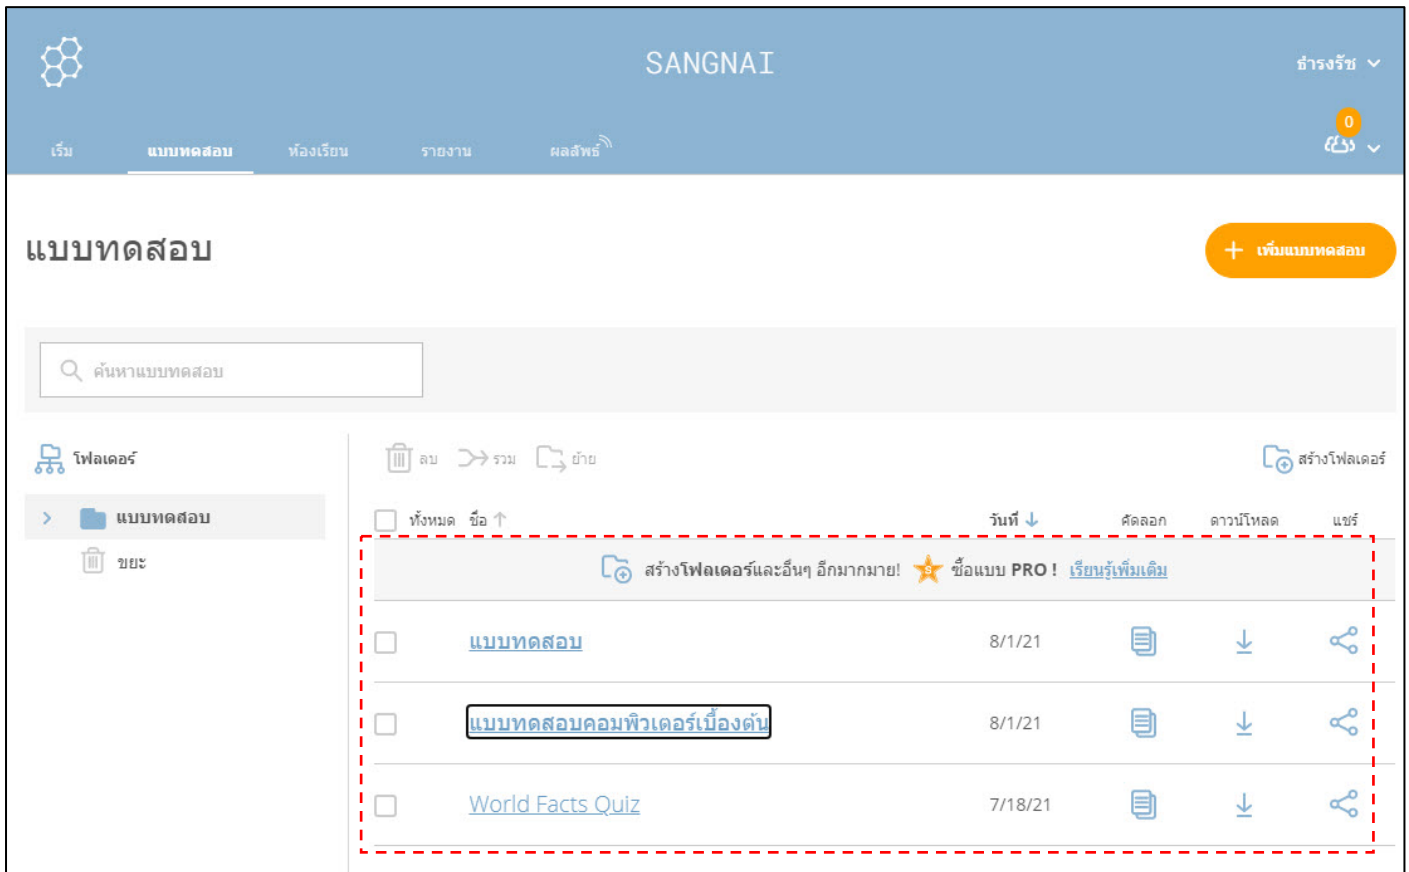 SANGNAI
ธำรงรัช
0
เริ่ม แบบทดสอบ ห้องเรียน รายงาน ผลลัพธ์
แบบทดสอบ
+ เพิ่มแบบทดสอบ
ค้นหาแบบทดสอบ
โฟลเดอร์
ลบ รวม ย้าย สร้างโฟลเดอร์
แบบทดสอบ
ทั้งหมด ชื่อ วันที่ คัดลอก ดาวน์โหลด แชร์
ขยะ
สร้างโฟลเดอร์และอื่นๆ อีกมากมาย! S ซื้อแบบ PRO ! เรียนรู้เพิ่มเติม
แบบทดสอบ 8/1/21
แบบทดสอบคอมพิวเตอร์เบื้องต้น 8/1/21
World Facts Quiz 7/18/21